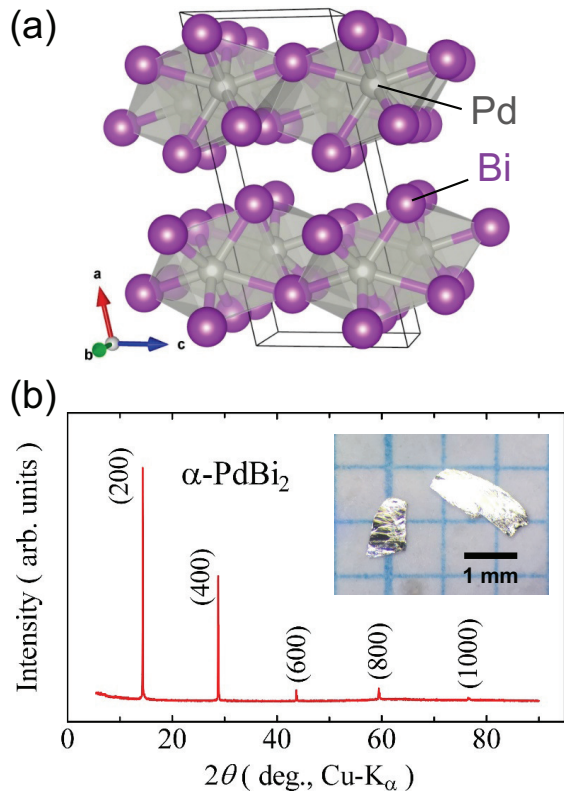 (a)
Pd
Bi
a
b
c
(b)
Intensity ( arb. units)
(200)
(400)
(600)
(800)
(1000)
α-PdBi₂
1 mm
0
20
40
60
80
2θ ( deg., Cu-Kα )